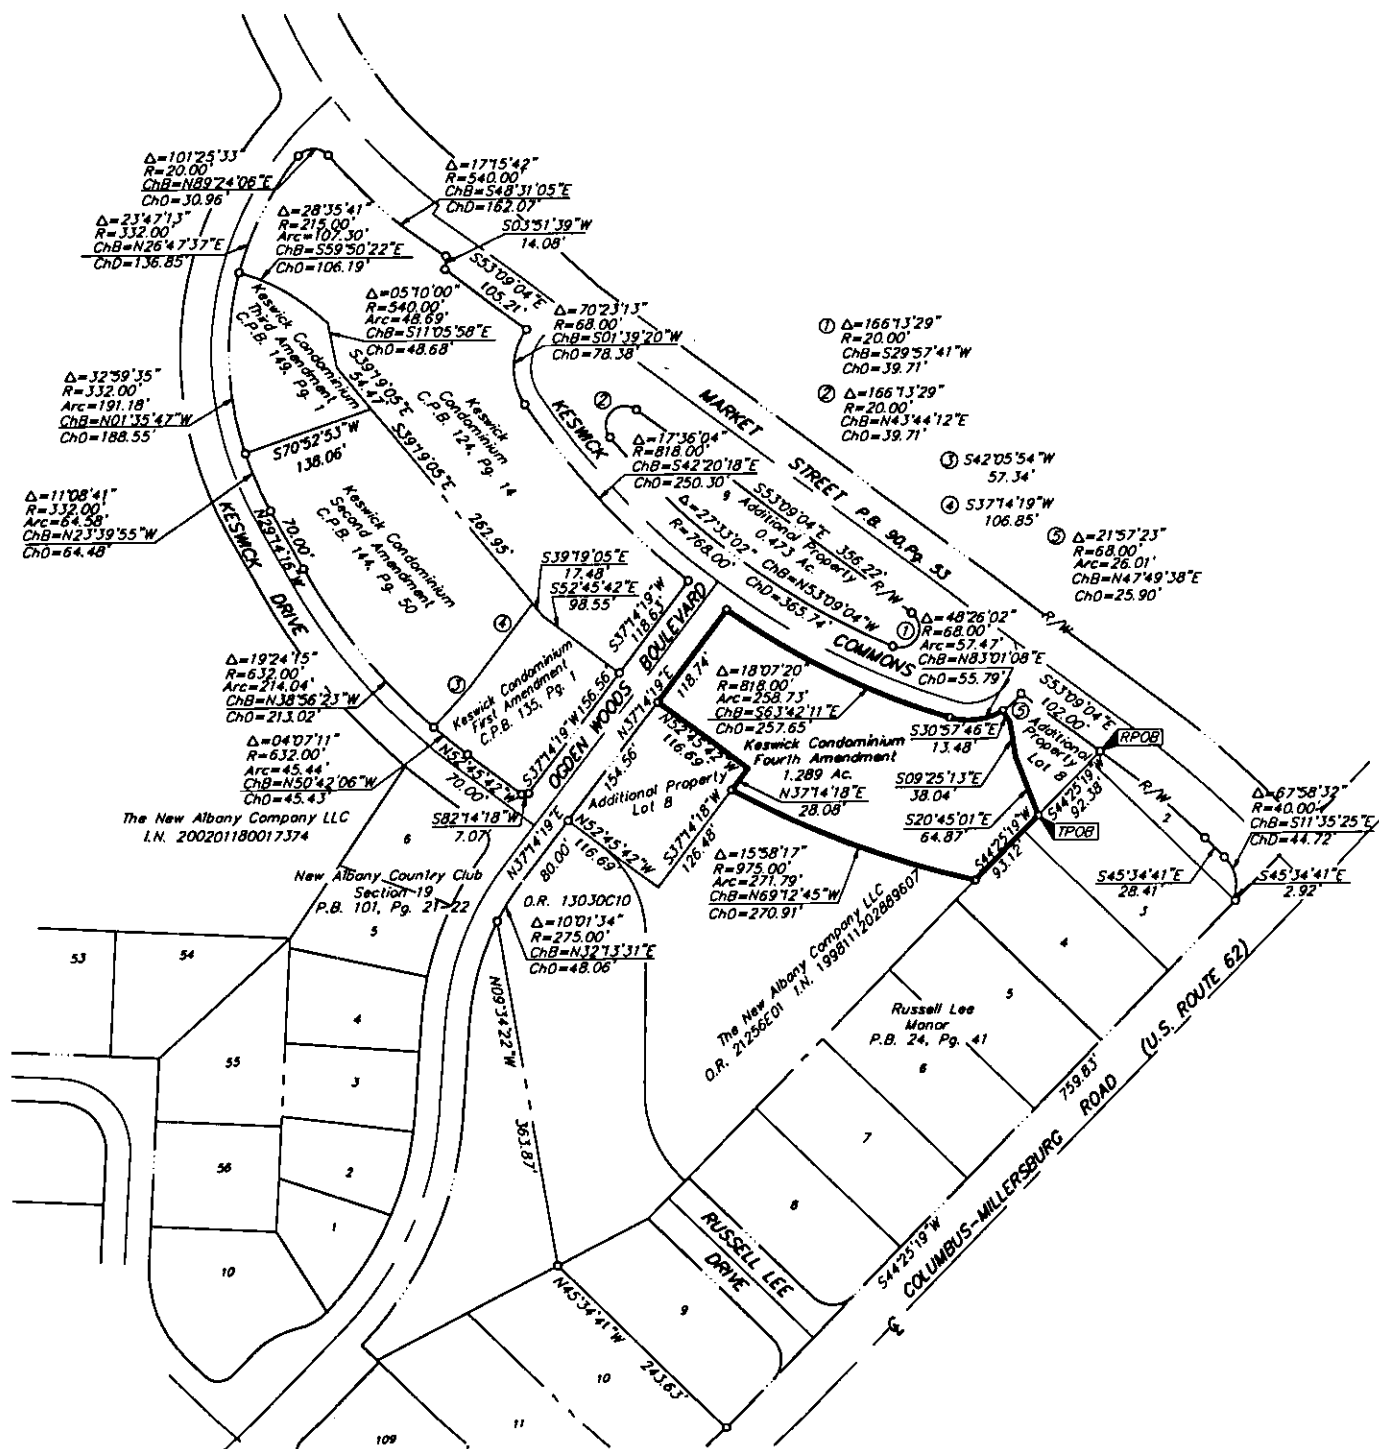 Δ=101°25'33"
R=20.00'
ChB=N89°24'06"E
ChD=30.96'
Δ=17°15'42"
R=540.00'
ChB=S48°31'05"E
ChD=162.07'
Δ=23°47'13"
R=332.00'
ChB=N26°47'37"E
ChD=136.85'
Δ=28°35'41"
R=215.00'
Arc=107.30'
ChB=S59°50'22"E
ChD=106.19'
S03°51'39"W
14.08'
S53°09'04"E
105.21'
Δ=05°10'00"
R=540.00'
Arc=48.69'
ChB=S11°05'58"E
ChD=48.68'
Δ=70°23'13"
R=68.00'
ChB=S01°39'20"W
ChD=78.38'
① Δ=166°13'29"
R=20.00'
ChB=S29°57'41"W
ChD=39.71'
② Δ=166°13'29"
R=20.00'
ChB=N43°44'12"E
ChD=39.71'
③ S42°05'54"W
57.34'
④ S37°14'19"W
106.85'
⑤ Δ=21°57'23"
R=68.00'
Arc=26.01'
ChB=N47°49'38"E
ChD=25.90'
Keswick Condominium
Third Amendment
C.P.B. 149, Pg. 1
S39°19'05"E
54.47'
Keswick
Condominium
C.P.B. 124, Pg. 14
S39°19'05"E
262.95'
KESWICK
②
MARKET STREET P.B. 90, Pg. 53
R/W
Δ=32°59'35"
R=332.00'
Arc=191.18'
ChB=N01°35'47"W
ChD=188.55'
S70°52'53"W
138.06'
Δ=17°36'04"
R=818.00'
ChB=S42°20'18"E
ChD=250.30'
S53°09'04"E 356.22'
R/W
9 Additional Property
0.473 Ac.
Δ=27°33'02" ChB=N53°09'04"W
R=768.00' ChD=365.74'
Δ=11°08'41"
R=332.00'
Arc=64.58'
ChB=N23°39'55"W
ChD=64.48'
KESWICK DRIVE
N29°14'16"W
70.00'
Keswick Condominium
Second Amendment
C.P.B. 144, Pg. 50
S39°19'05"E
17.48'
S52°45'42"E
98.55'
S37°14'19"W
118.63'
④
③
①
COMMONS
Δ=48°26'02"
R=68.00'
Arc=57.47'
ChB=N83°01'08"E
ChD=55.79'
Δ=19°24'15"
R=632.00'
Arc=214.04'
ChB=N38°56'23"W
ChD=213.02'
Keswick Condominium
First Amendment
C.P.B. 135, Pg. 1
S37°14'19"W 156.56'
OGDEN WOODS BOULEVARD
N37°14'19"E
118.74'
154.56'
Δ=18°07'20"
R=818.00'
Arc=258.73'
ChB=S63°42'11"E
ChD=257.65'
S30°57'46"E
13.48'
⑤
S53°09'04"E
102.00'
Additional
Property
Lot 8
RPOB
Δ=04°07'11"
R=632.00'
Arc=45.44'
ChB=N50°42'06"W
ChD=45.43'
N52°45'42"W
70.00'
N52°45'42"W
116.69'
Keswick Condominium
Fourth Amendment
1.289 Ac.
S09°25'13"E
38.04'
S44°25'19"W
92.38'
R/W
Additional Property
Lot 8
N37°14'18"E
28.08'
S20°45'01"E
64.87'
TPOB
2
Δ=67°58'32"
R=40.00'
ChB=S11°35'25"E
ChD=44.72'
The New Albany Company LLC
I.N. 200201180017374
S82°14'18"W
7.07'
S37°14'18"W
126.48'
S44°25'19"W
93.12'
6
N37°14'19"E
80.00'
N52°45'42"W
116.69'
Δ=15°58'17"
R=975.00'
Arc=271.79'
ChB=N69°12'45"W
ChD=270.91'
S45°34'41"E
28.41'
S45°34'41"E
2.92'
New Albany Country Club
Section 19
P.B. 101, Pg. 21-22
O.R. 13030C10
Δ=10°01'34"
R=275.00'
ChB=N32°13'31"E
ChD=48.06'
The New Albany Company LLC
O.R. 21256E01 I.N. 199811120288960​7
3
4
5
Russell Lee
Manor
P.B. 24, Pg. 41
6
7
8
53
54
5
4
55
3
56
2
1
10
N09°34'22"W
363.87'
S44°25'19"W
759.83'
℄ COLUMBUS-MILLERSBURG ROAD (U.S. ROUTE 62)
RUSSELL LEE
DRIVE
9
N45°34'41"W
243.63'
10
11
109